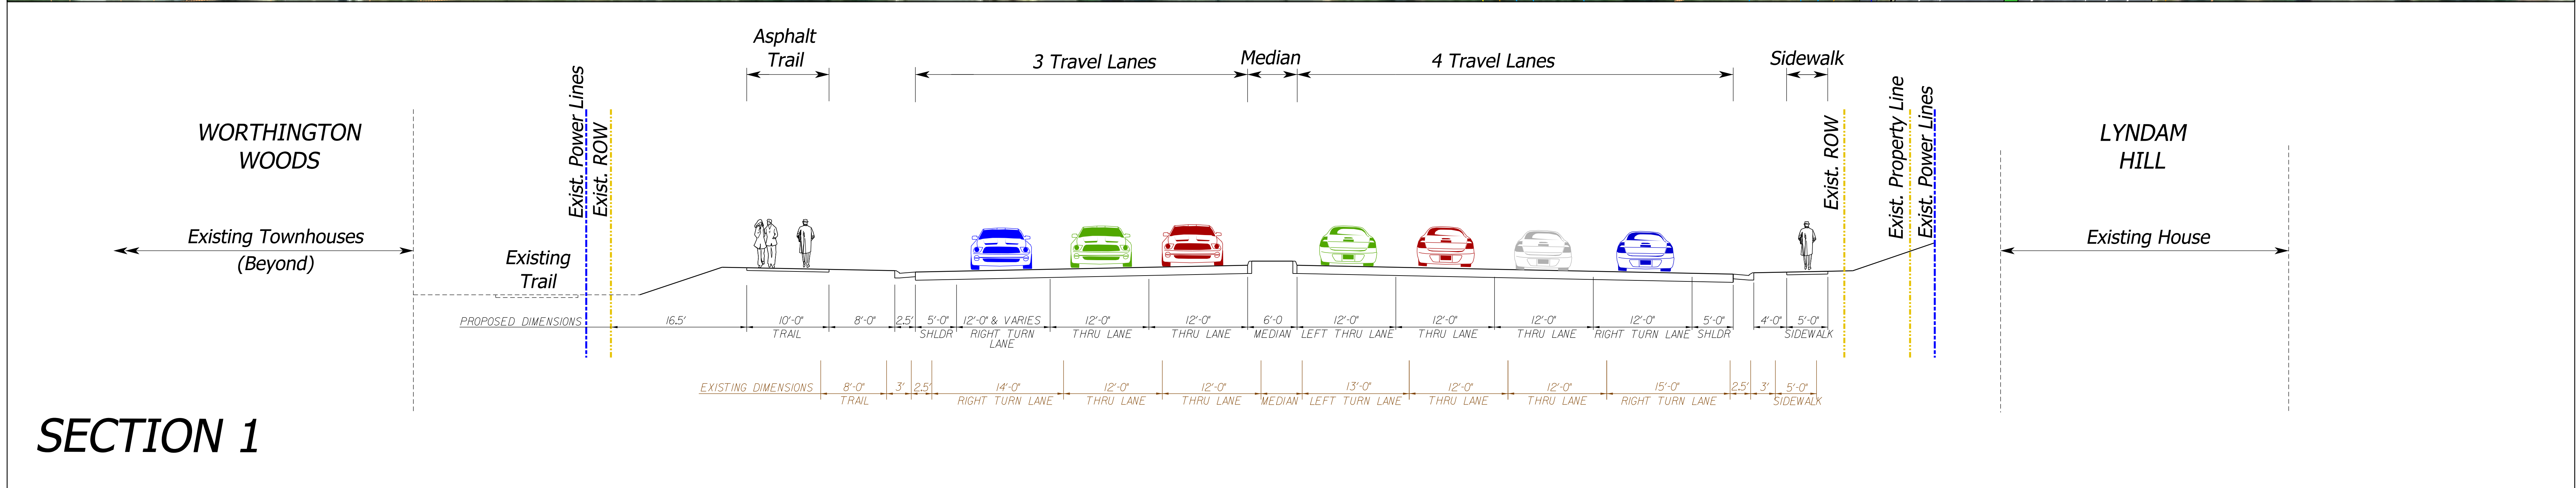 Asphalt
Trail
3 Travel Lanes
Median
4 Travel Lanes
Sidewalk
WORTHINGTON
WOODS
Exist. Power Lines
Exist. ROW
Exist. ROW
Exist. Property Line
Exist. Power Lines
LYNDAM
HILL
Existing Townhouses
(Beyond)
Existing
Trail
Existing House
PROPOSED DIMENSIONS
16.5'
10'-0"
TRAIL
8'-0"
2.5'
5'-0"
SHLDR
12'-0" & VARIES
RIGHT TURN
LANE
12'-0"
THRU LANE
12'-0"
THRU LANE
6'-0
MEDIAN
12'-0"
LEFT THRU LANE
12'-0"
THRU LANE
12'-0"
THRU LANE
12'-0"
RIGHT TURN LANE
5'-0"
SHLDR
4'-0"
5'-0"
SIDEWALK
EXISTING DIMENSIONS
8'-0"
TRAIL
3'
2.5'
14'-0"
RIGHT TURN LANE
12'-0"
THRU LANE
12'-0"
THRU LANE
MEDIAN
13'-0"
LEFT TURN LANE
12'-0"
THRU LANE
12'-0"
THRU LANE
15'-0"
RIGHT TURN LANE
2.5'
3'
5'-0"
SIDEWALK
SECTION 1